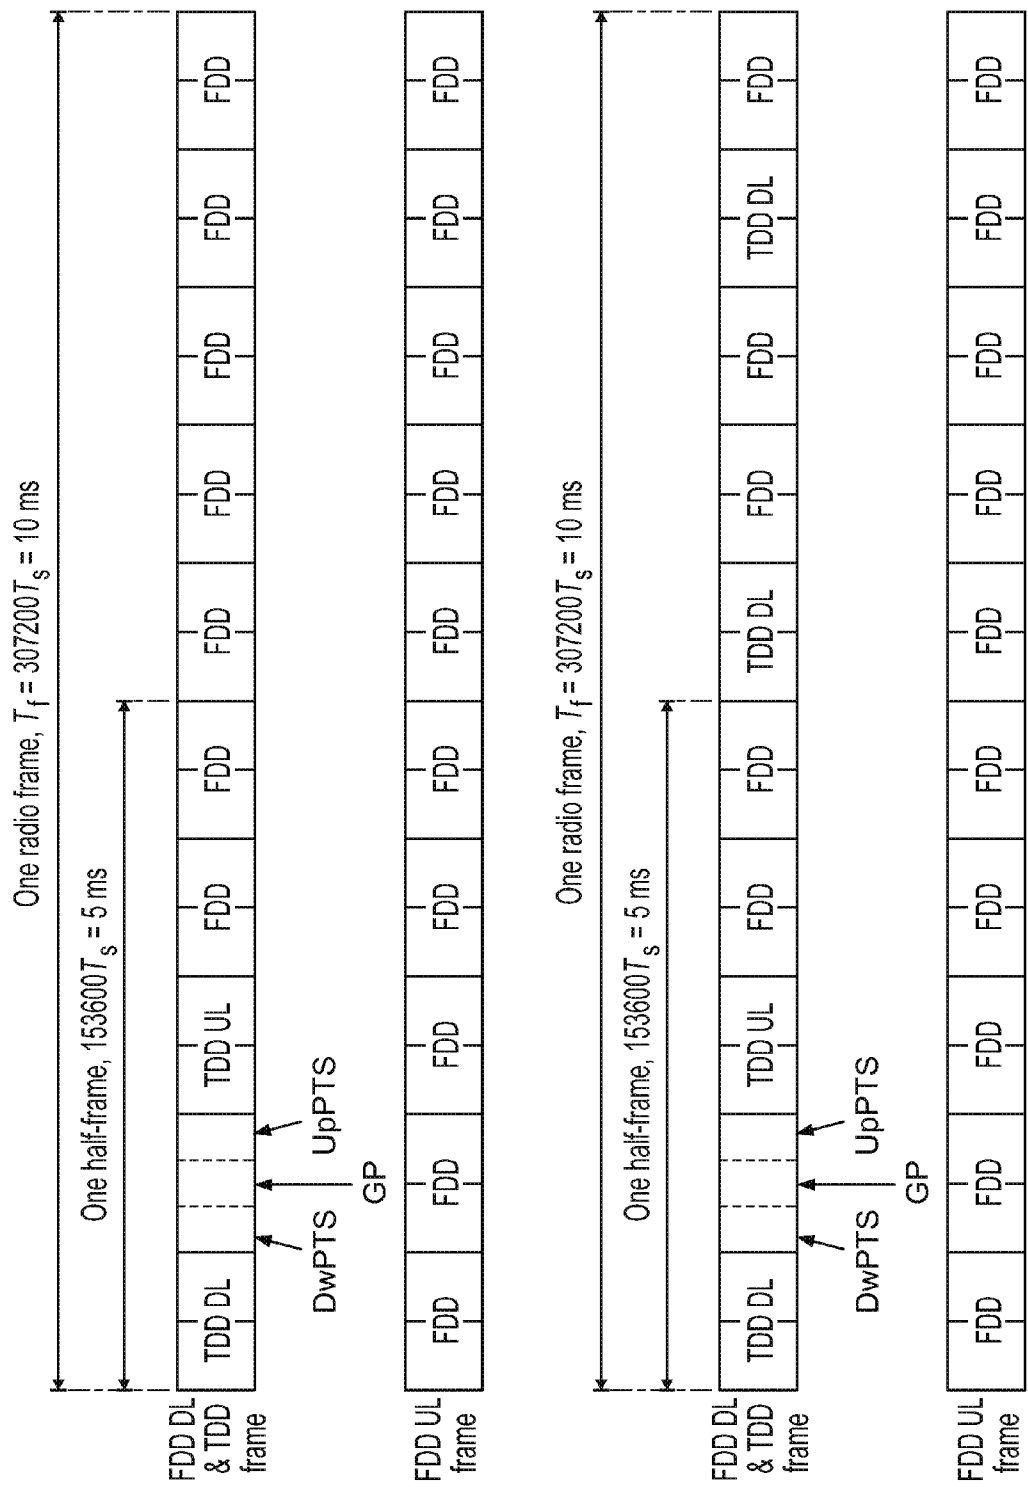 One radio frame, Tf = 307200Ts = 10 ms
One half-frame, 153600Ts = 5 ms
FDD DL
& TDD
frame
TDD DL
TDD UL
FDD
FDD
FDD
FDD
FDD
FDD
FDD
DwPTS
GP
UpPTS
FDD UL
frame
FDD
FDD
FDD
FDD
FDD
FDD
FDD
FDD
FDD
FDD
One radio frame, Tf = 307200Ts = 10 ms
One half-frame, 153600Ts = 5 ms
FDD DL
& TDD
frame
TDD DL
TDD UL
FDD
FDD
TDD DL
FDD
FDD
TDD DL
FDD
DwPTS
GP
UpPTS
FDD UL
frame
FDD
FDD
FDD
FDD
FDD
FDD
FDD
FDD
FDD
FDD